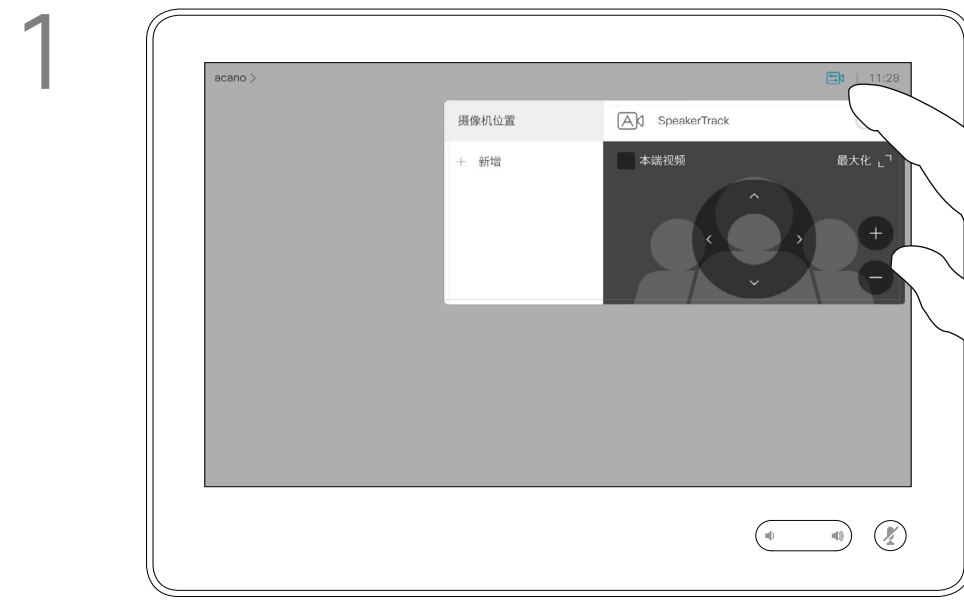 1
acano >
11:28
摄像机位置
SpeakerTrack
+ 新增
本端视频
最大化